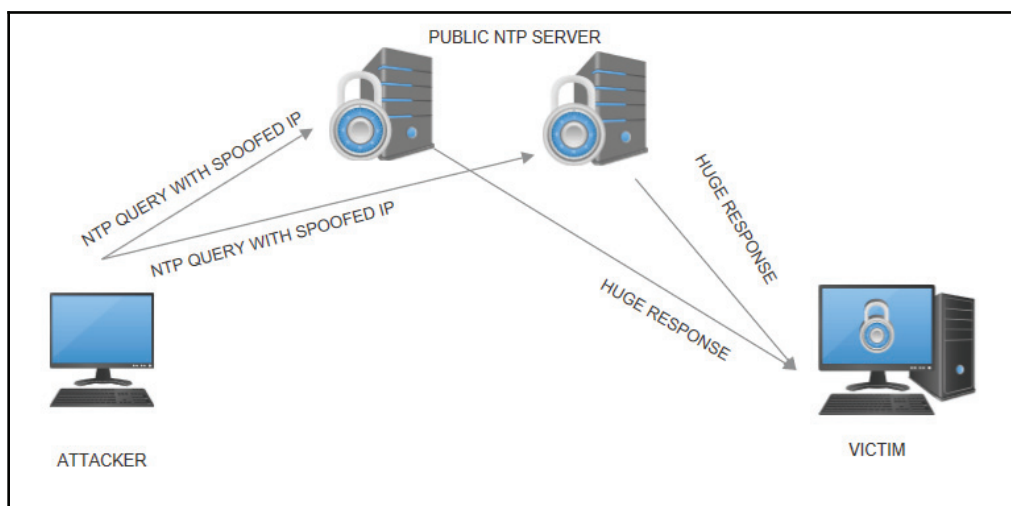 PUBLIC NTP SERVER
NTP QUERY WITH SPOOFED IP
NTP QUERY WITH SPOOFED IP
HUGE RESPONSE
HUGE RESPONSE
ATTACKER
VICTIM